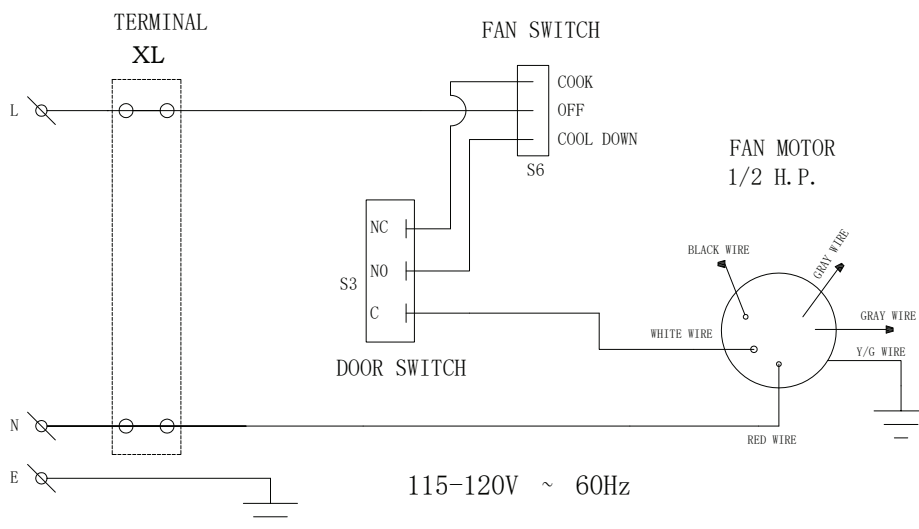 TERMINAL
XL
FAN SWITCH
COOK
L
OFF
COOL DOWN
S6
FAN MOTOR
1/2 H.P.
NC
BLACK WIRE
GRAY WIRE
NO
S3
C
GRAY WIRE
WHITE WIRE
Y/G WIRE
DOOR SWITCH
N
RED WIRE
E
115-120V ~ 60Hz